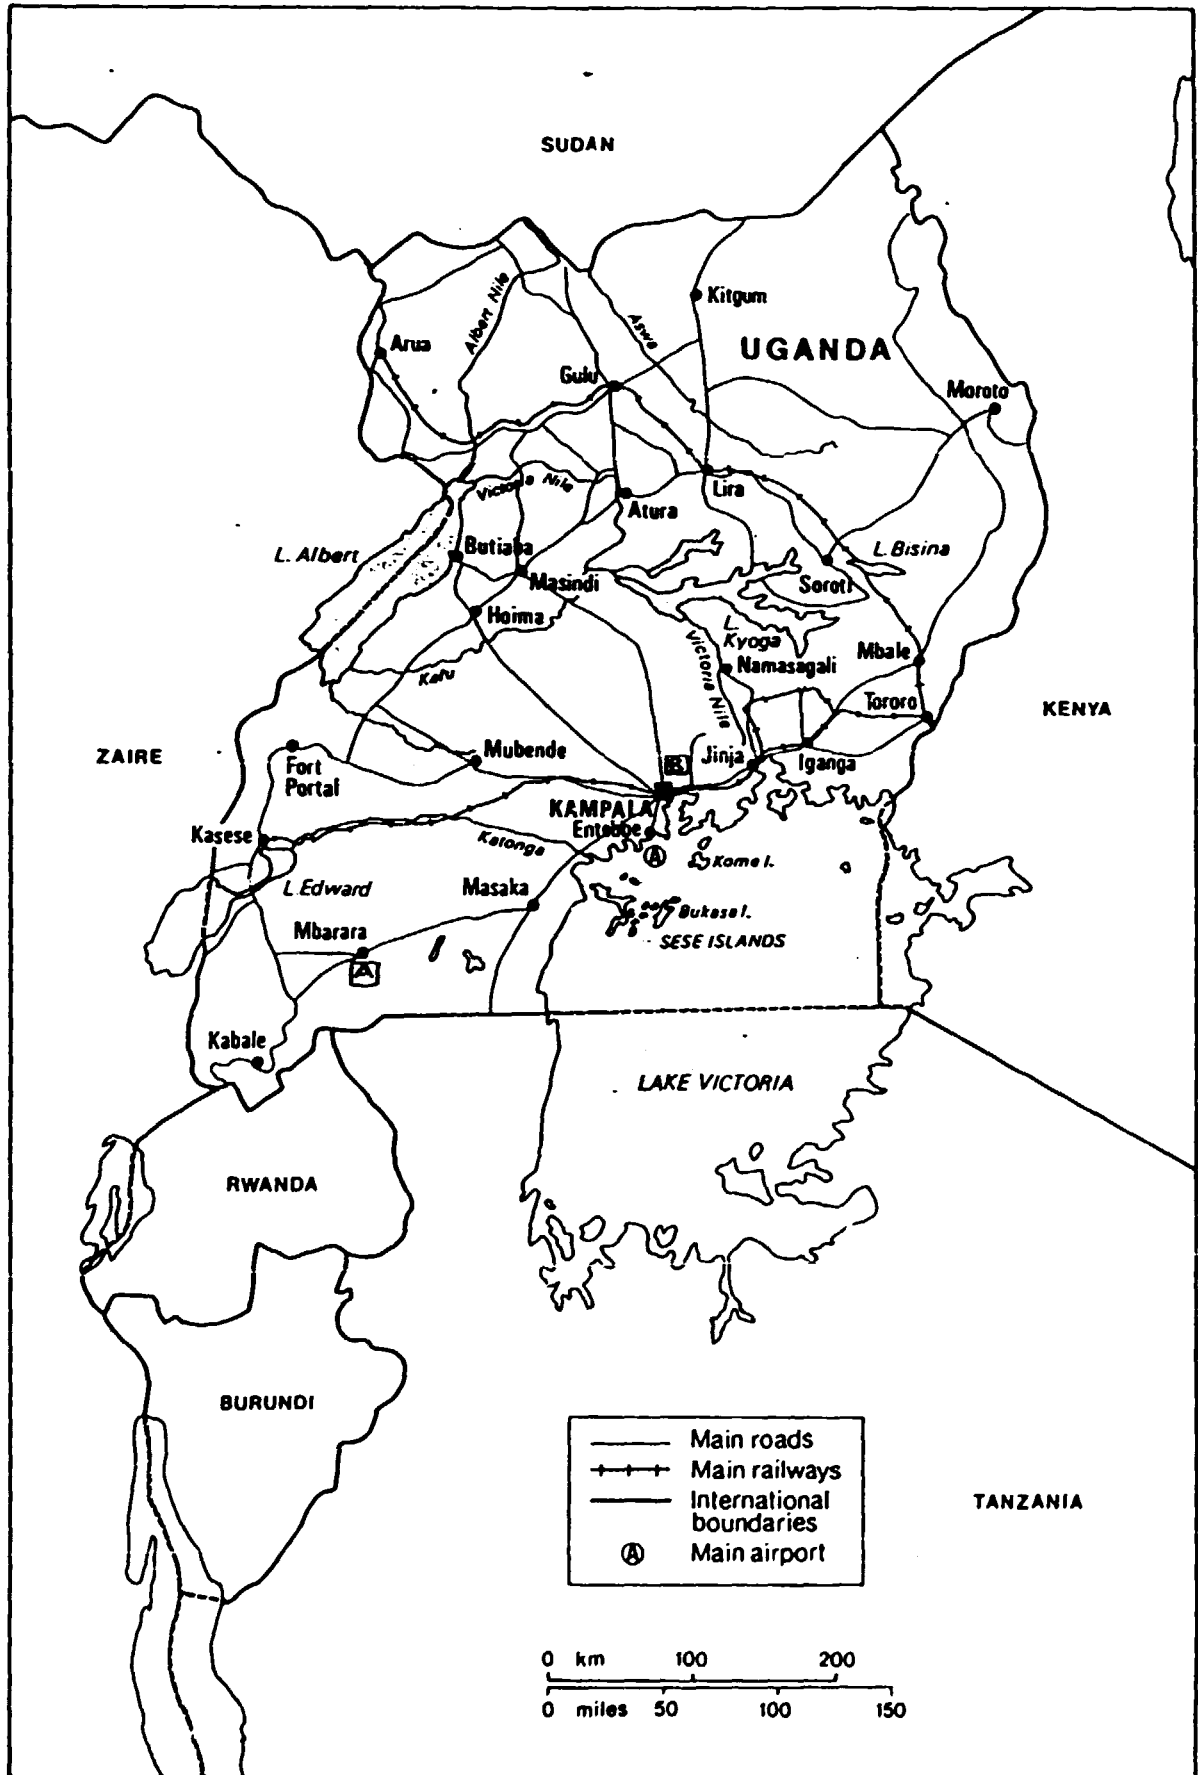 SUDAN
Kitgum
Albert Nile
Aswa
Arua
UGANDA
Gulu
Moroto
Victoria Nile
Lira
Atura
L. Albert
Butiaba
L. Bisina
Masindi
Soroti
Hoima
L.
Kyoga
Victoria Nile
Mbale
Namasagali
Kafu
Tororo
KENYA
ZAIRE
Mubende
B
Jinja
Iganga
Fort
Portal
KAMPALA
Kasese
Entebbe
Katonga
A
Kome I.
L. Edward
Masaka
Bukasa I.
Mbarara
SESE ISLANDS
A
Kabale
LAKE VICTORIA
RWANDA
BURUNDI
Main roads
Main railways
International
boundaries
A Main airport
TANZANIA
0 km 100 200
0 miles 50 100 150